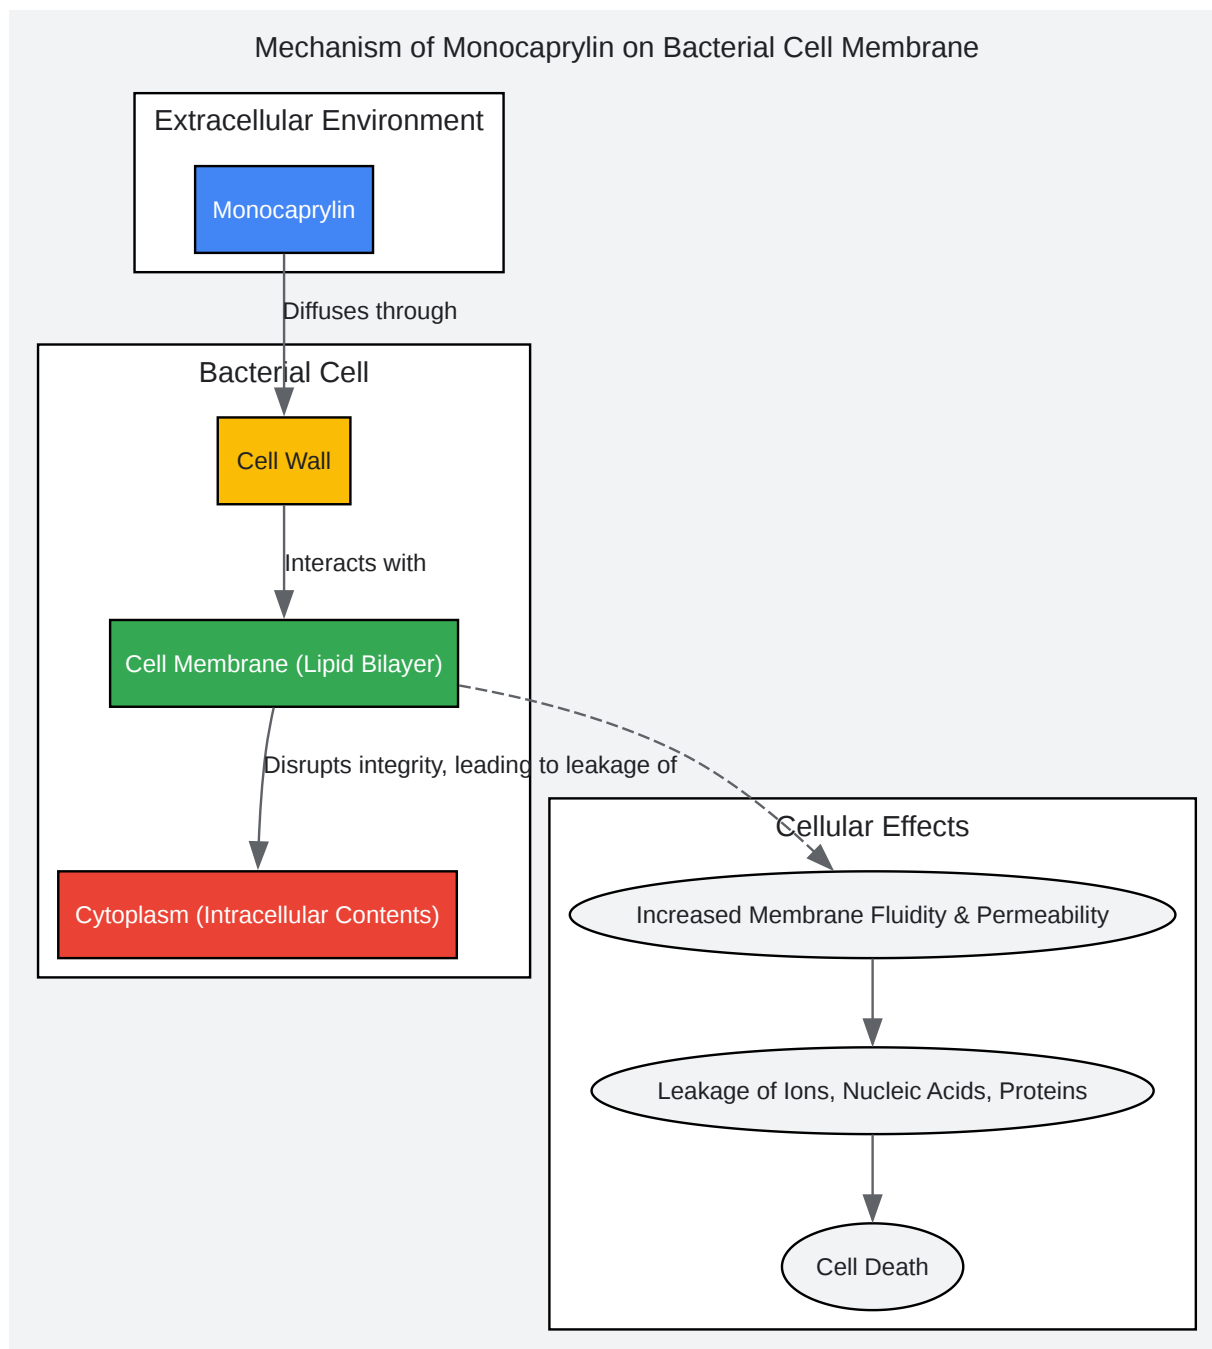 Mechanism of Monocaprylin on Bacterial Cell Membrane
Extracellular Environment
Monocaprylin
Diffuses through
Bacterial Cell
Cell Wall
Interacts with
Cell Membrane (Lipid Bilayer)
Disrupts integrity, leading to leakage of
Cytoplasm (Intracellular Contents)
Cellular Effects
Increased Membrane Fluidity & Permeability
Leakage of Ions, Nucleic Acids, Proteins
Cell Death